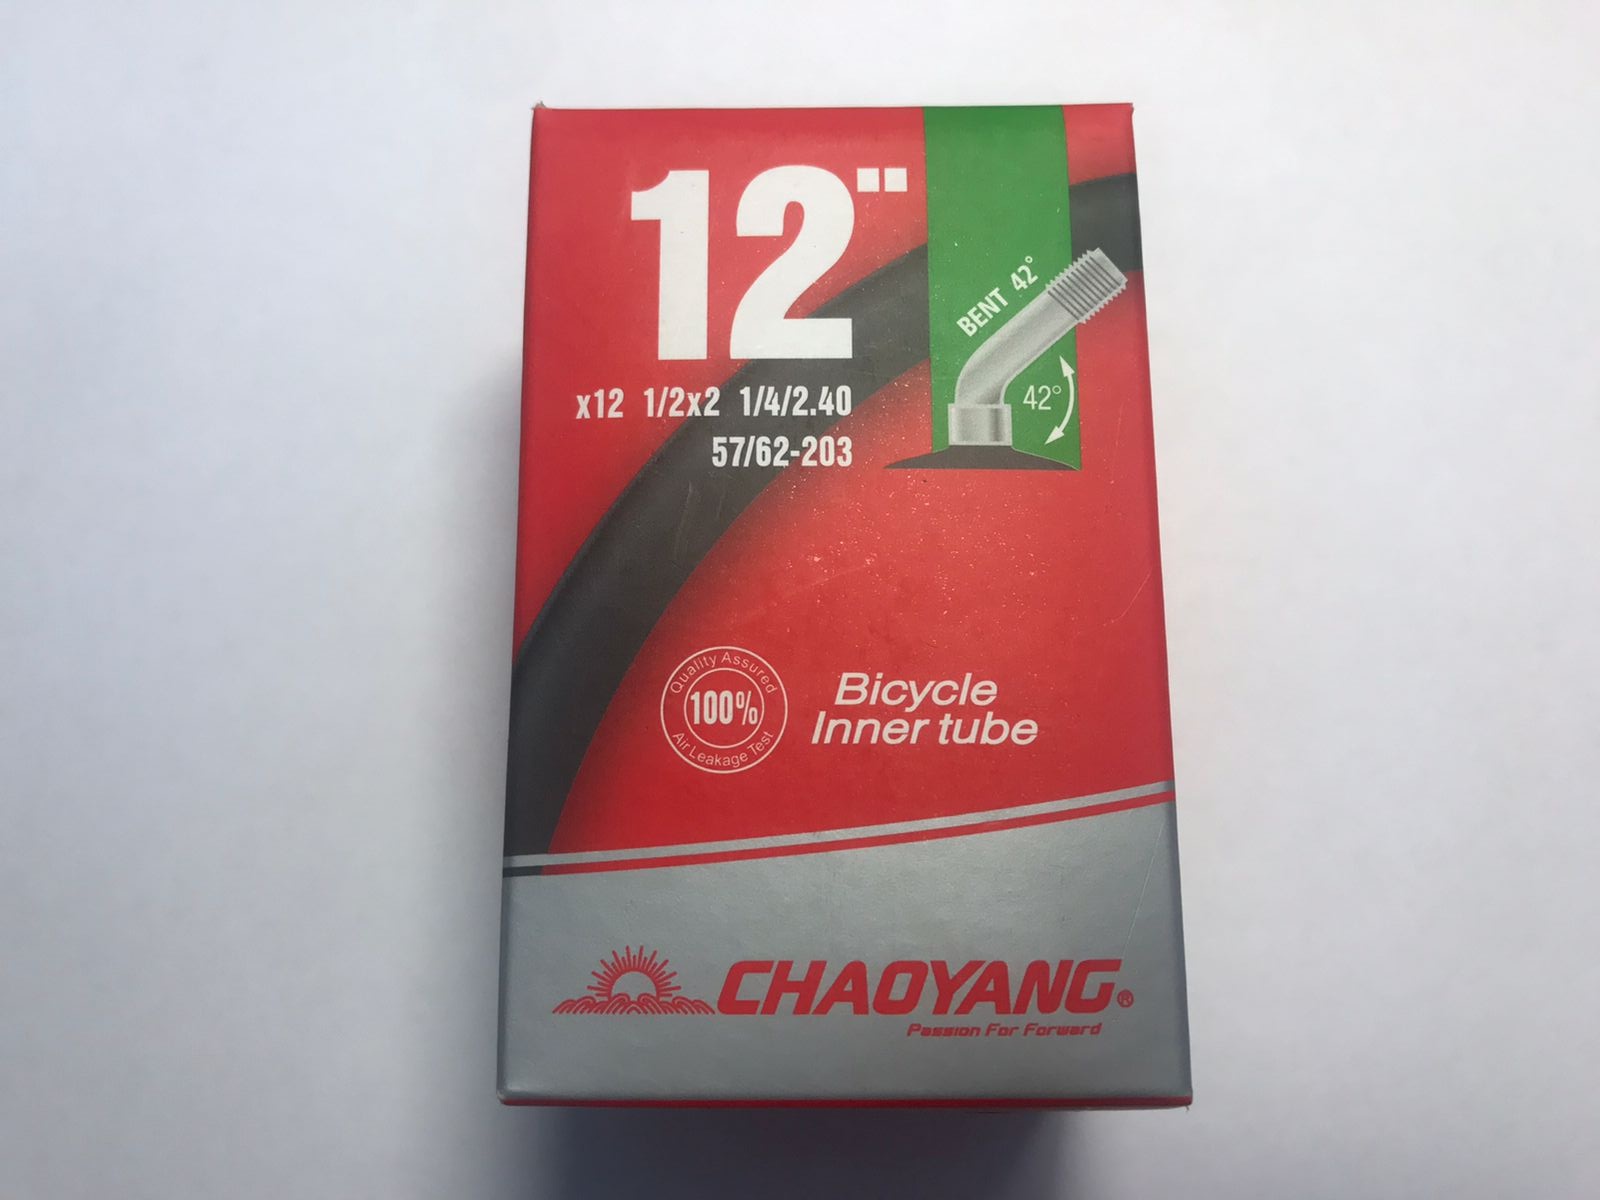 12"
BENT 42°
42°
x12 1/2x2 1/4/2.40
57/62-203
Quality Assured
100%
Air Leakage Test
Bicycle
Inner tube
CHAOYANG®
Passion For Forward